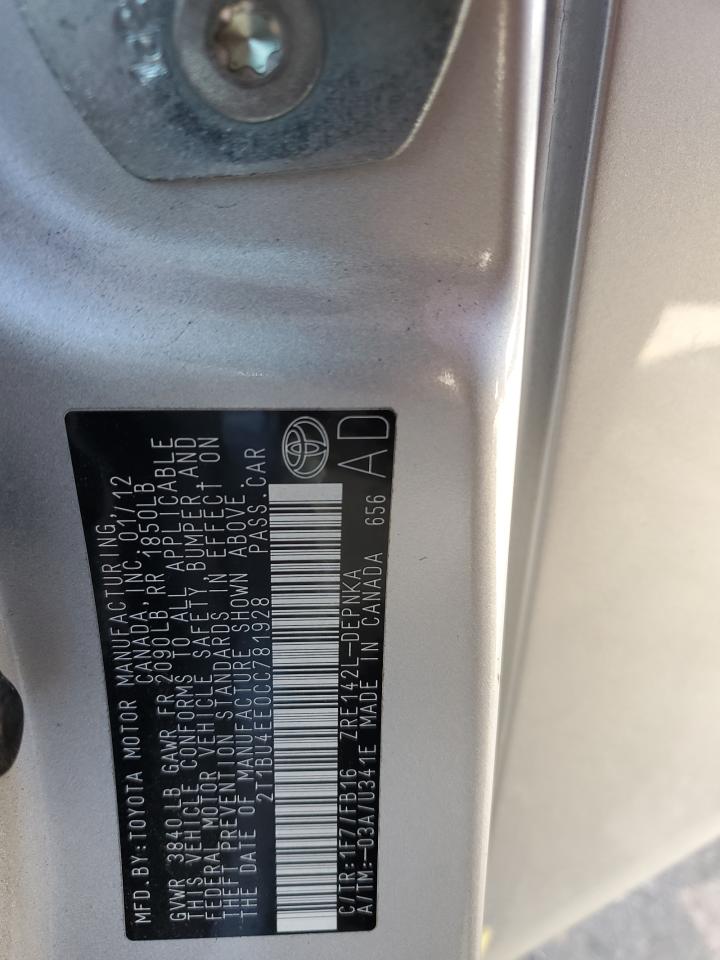 MFD.BY:TOYOTA MOTOR MANUFACTURING,
CANADA, INC. 01/12
GVWR 3840 LB GAWR FR 2090 LB, RR 1850LB
THIS VEHICLE CONFORMS TO ALL APPLICABLE
FEDERAL MOTOR VEHICLE SAFETY, BUMPER, AND
THEFT PREVENTION STANDARDS IN EFFECT ON
THE DATE OF MANUFACTURE SHOWN ABOVE.
2T1BU4EE0CC781928 PASS.CAR
C/TR:1F7/FB16 ZRE142L-DEPNKA
A/TM:-03A/U341E MADE IN CANADA 656
AD